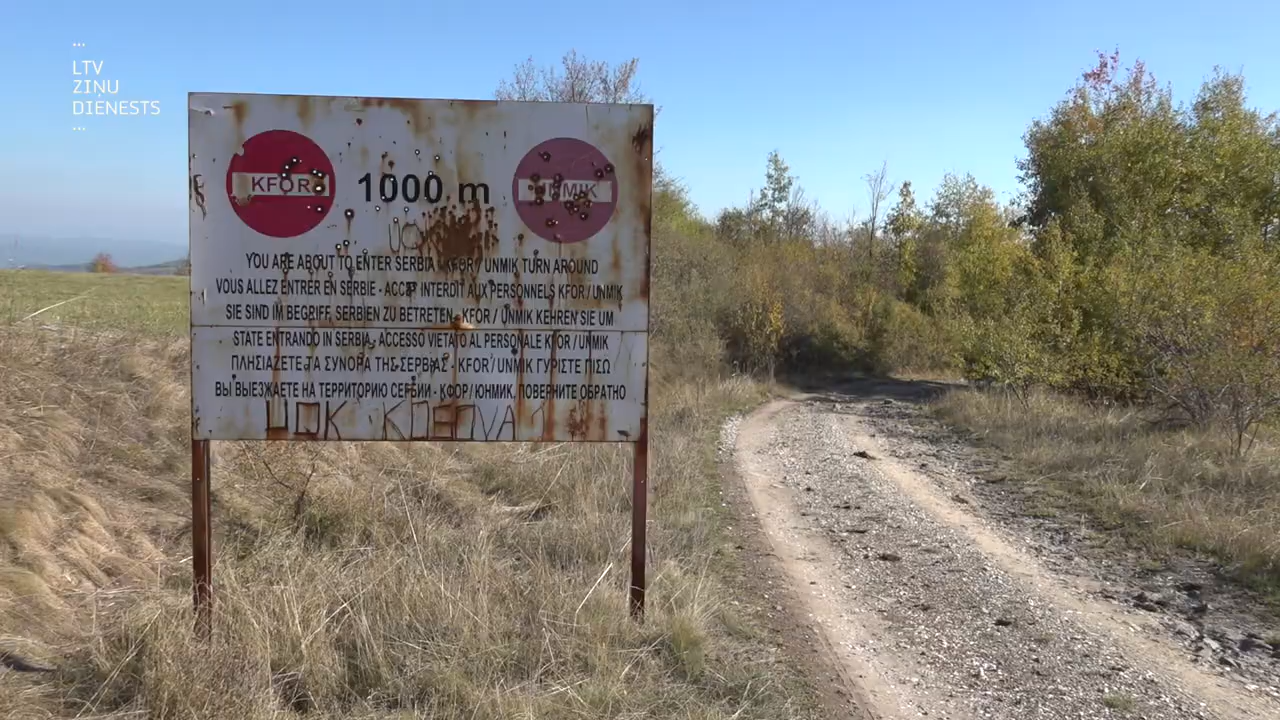 ...
LTV
ZIŅU
DIENESTS
...
KFOR
1000 m
UNMIK
UÇK
YOU ARE ABOUT TO ENTER SERBIA - KFOR / UNMIK TURN AROUND
VOUS ALLEZ ENTRER EN SERBIE - ACCES INTERDIT AUX PERSONNELS KFOR / UNMIK
SIE SIND IM BEGRIFF SERBIEN ZU BETRETEN - KFOR / UNMIK KEHREN SIE UM
STATE ENTRANDO IN SERBIA - ACCESSO VIETATO AL PERSONALE KFOR / UNMIK
ΠΛΗΣΙΑΖΕΤΕ ΤΑ ΣΥΝΟΡΑ ΤΗΣ ΣΕΡΒΙΑΣ - KFOR / UNMIK ΓΥΡΙΣΤΕ ΠΙΣΩ
ВЫ ВЫЕЗЖАЕТЕ НА ТЕРРИТОРИЮ СЕРБИИ - КФОР / ЮНМИК, ПОВЕРНИТЕ ОБРАТНО